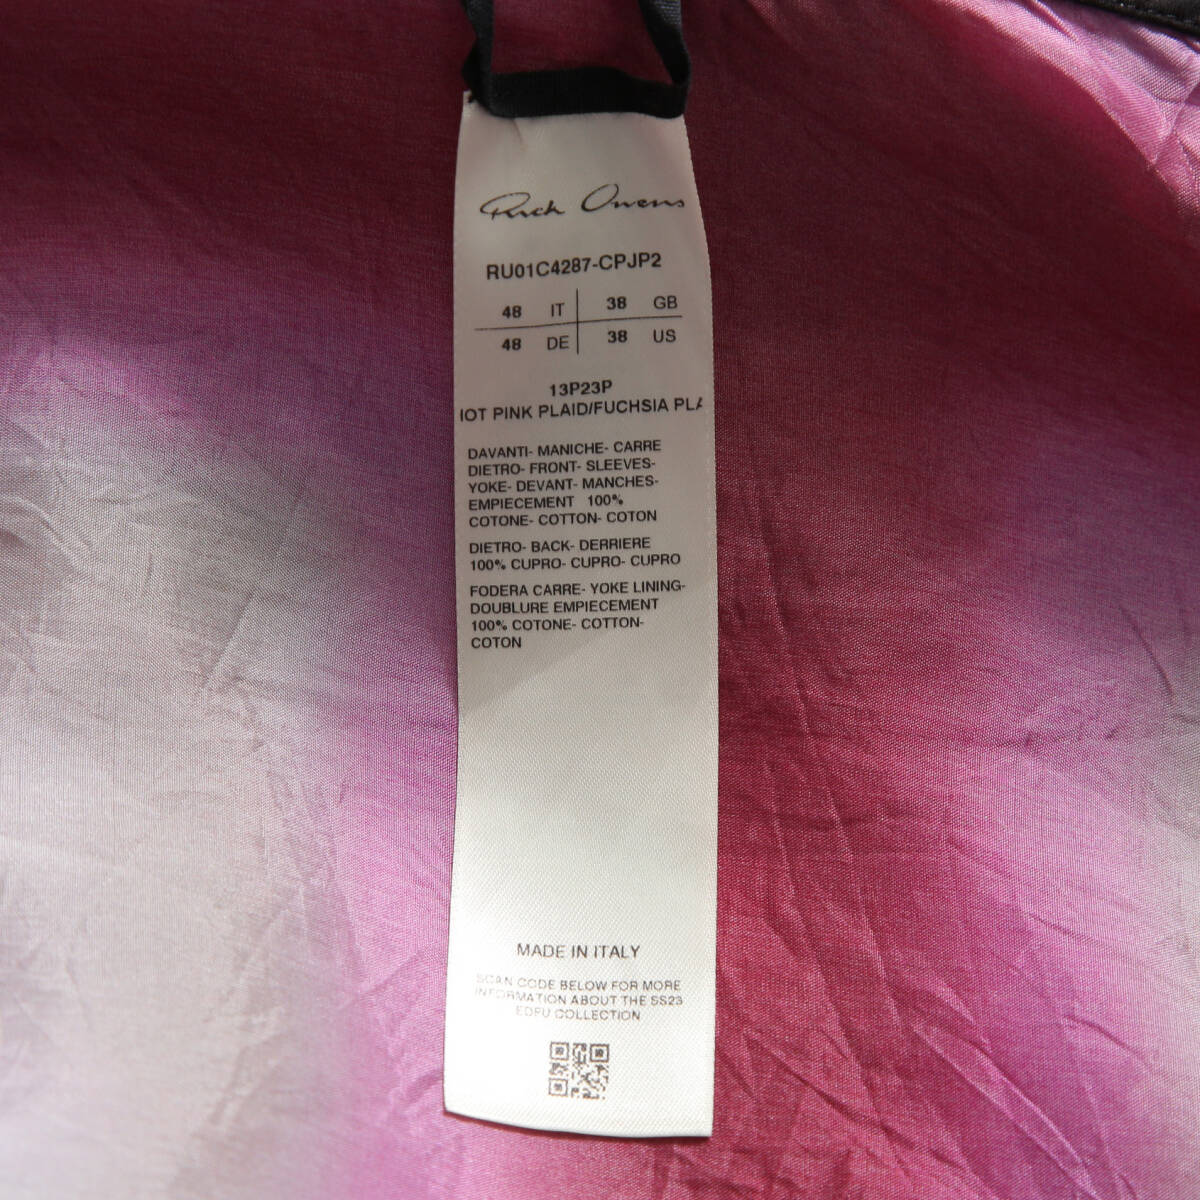 Rick Owens
RU01C4287-CPJP2
48 IT 38 GB
48 DE 38 US
13P23P
HOT PINK PLAID/FUCHSIA PLA
DAVANTI- MANICHE- CARRE
DIETRO- FRONT- SLEEVES-
YOKE- DEVANT- MANCHES-
EMPIECEMENT 100%
COTONE- COTTON- COTON
DIETRO- BACK- DERRIERE
100% CUPRO- CUPRO- CUPRO
FODERA CARRE- YOKE LINING-
DOUBLURE EMPIECEMENT
100% COTONE- COTTON-
COTON
MADE IN ITALY
SCAN CODE BELOW FOR MORE
INFORMATION ABOUT THE SS23
EDFU COLLECTION